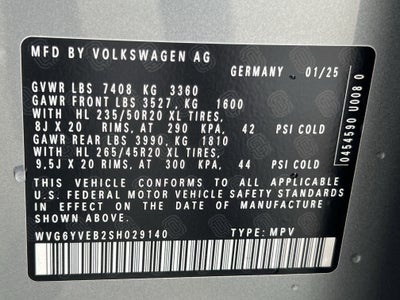 MFD BY VOLKSWAGEN AG
GERMANY 01/25
GVWR LBS 7408 KG 3360
GAWR FRONT LBS 3527, KG 1600
WITH HL 235/50R20 XL TIRES,
8J X 20 RIMS, AT 290 KPA, 42 PSI COLD
GAWR REAR LBS 3990, KG 1810
WITH HL 265/45R20 XL TIRES,
9,5J X 20 RIMS, AT 300 KPA, 44 PSI COLD
THIS VEHICLE CONFORMS TO ALL APPLICABLE
U.S. FEDERAL MOTOR VEHICLE SAFETY STANDARDS
IN EFFECT ON THE DATE OF MANUFACTURE
SHOWN ABOVE.
WVG6YVEB2SH029140 TYPE: MPV
0454590 U008 0